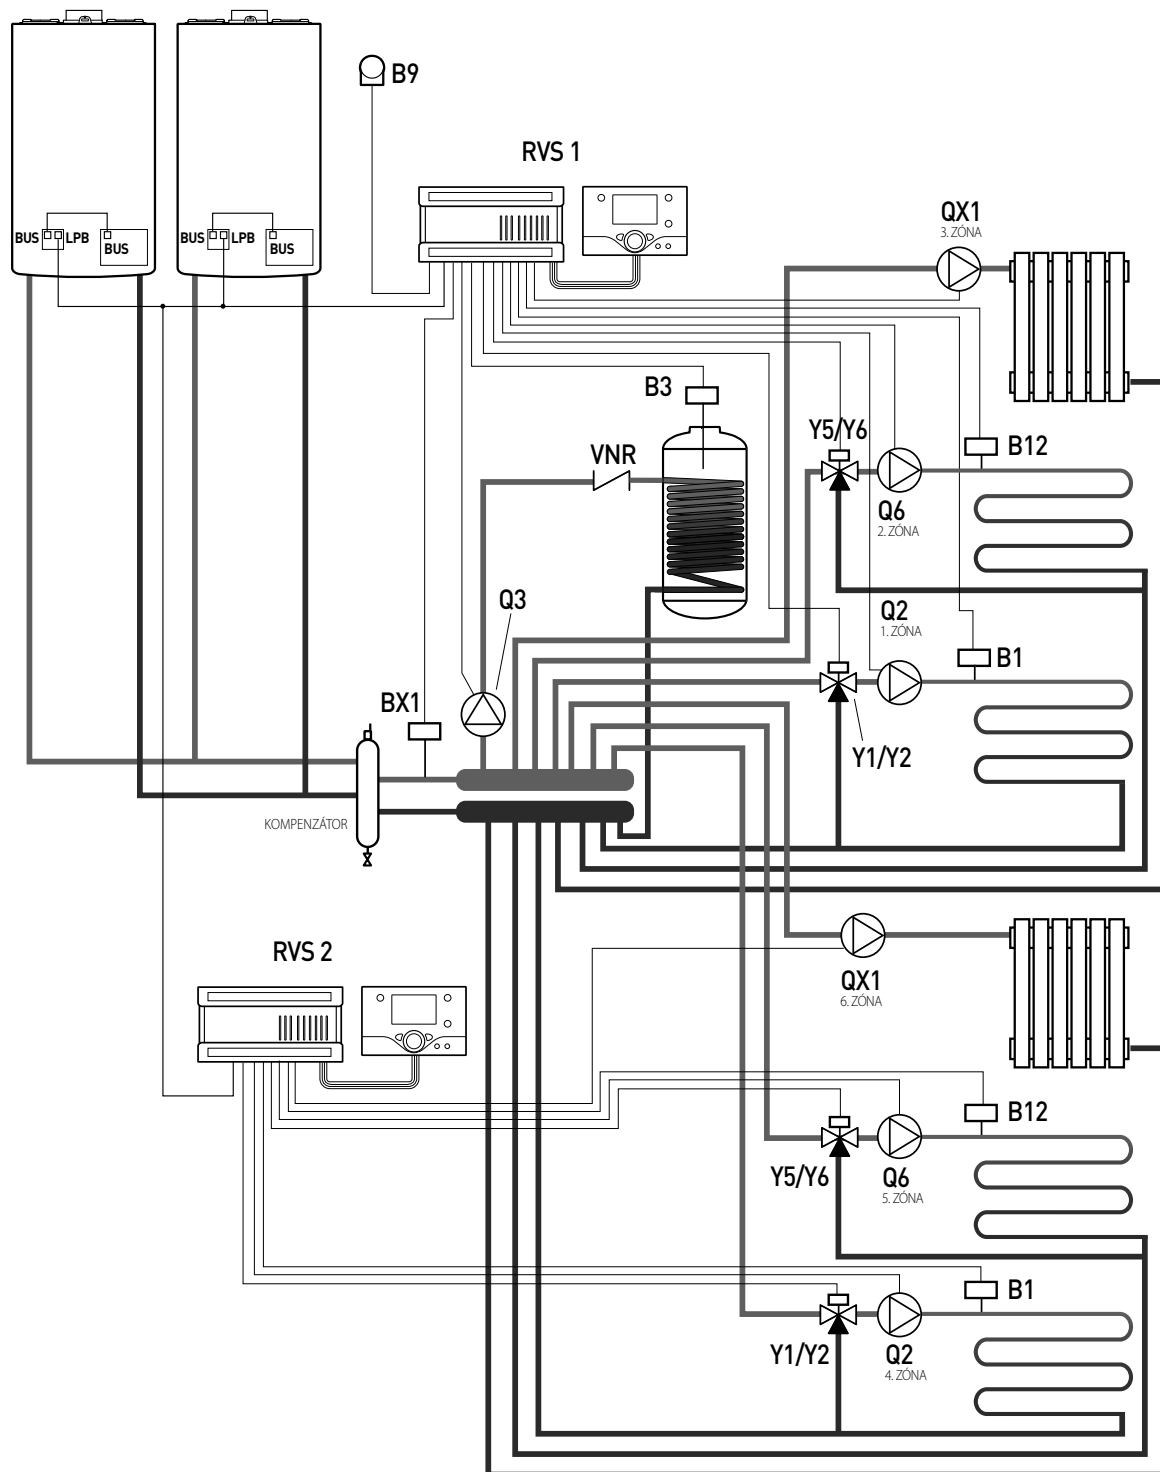 B9
RVS 1
QX1
3. ZÓNA
BUS LPB
BUS
BUS LPB
BUS
B3
Y5/Y6
B12
VNR
Q6
2. ZÓNA
Q3
Q2
1. ZÓNA
B1
BX1
Y1/Y2
KOMPENZÁTOR
RVS 2
QX1
6. ZÓNA
B12
Y5/Y6
Q6
5. ZÓNA
B1
Y1/Y2
Q2
4. ZÓNA